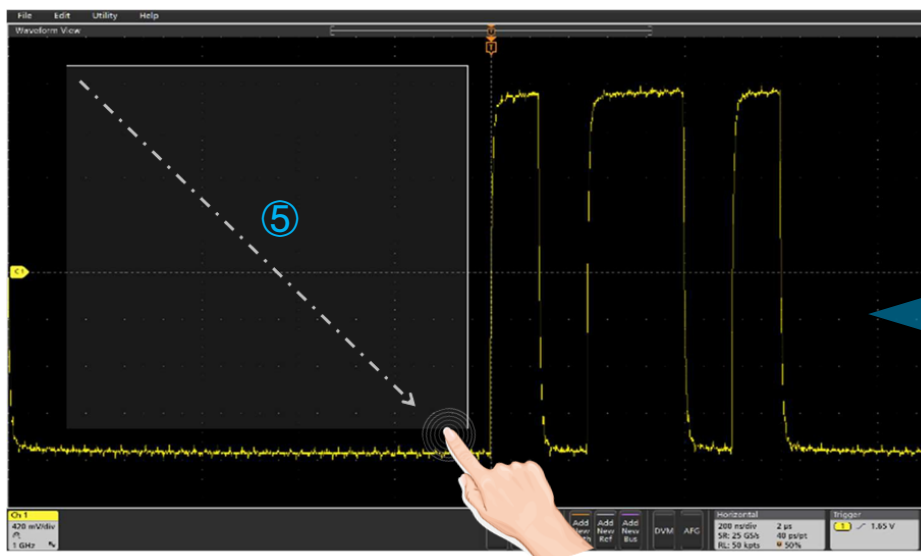 File Edit Utility Help
Waveform View
T
⑤
C1
Ch 1
420 mV/div
1 GHz
Add New Ref
Add New Bus
DVM
AFG
Horizontal
200 ns/div 2 µs
SR: 25 GS/s 40 ps/pt
RL: 50 kpts 50%
Trigger
1 1.65 V